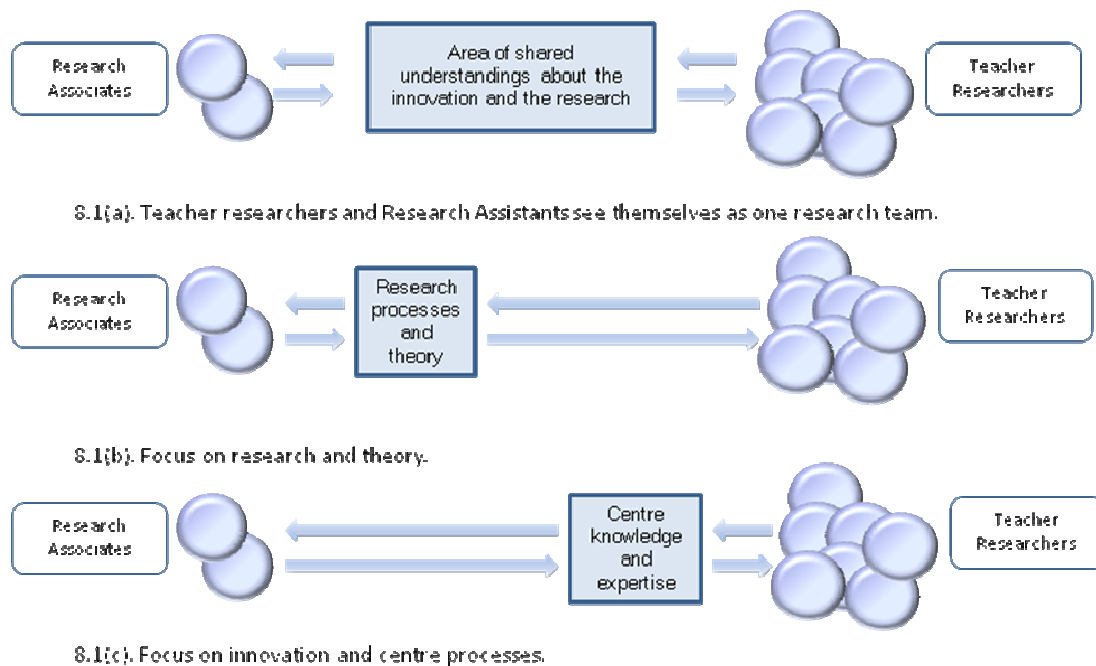 Research
Associates
Area of shared
understandings about the
innovation and the research
Teacher
Researchers
8.1(a). Teacher researchers and Research Assistants see themselves as one research team.
Research
Associates
Research
processes
and
theory
Teacher
Researchers
8.1(b). Focus on research and theory.
Research
Associates
Centre
knowledge
and
expertise
Teacher
Researchers
8.1(c). Focus on innovation and centre processes.